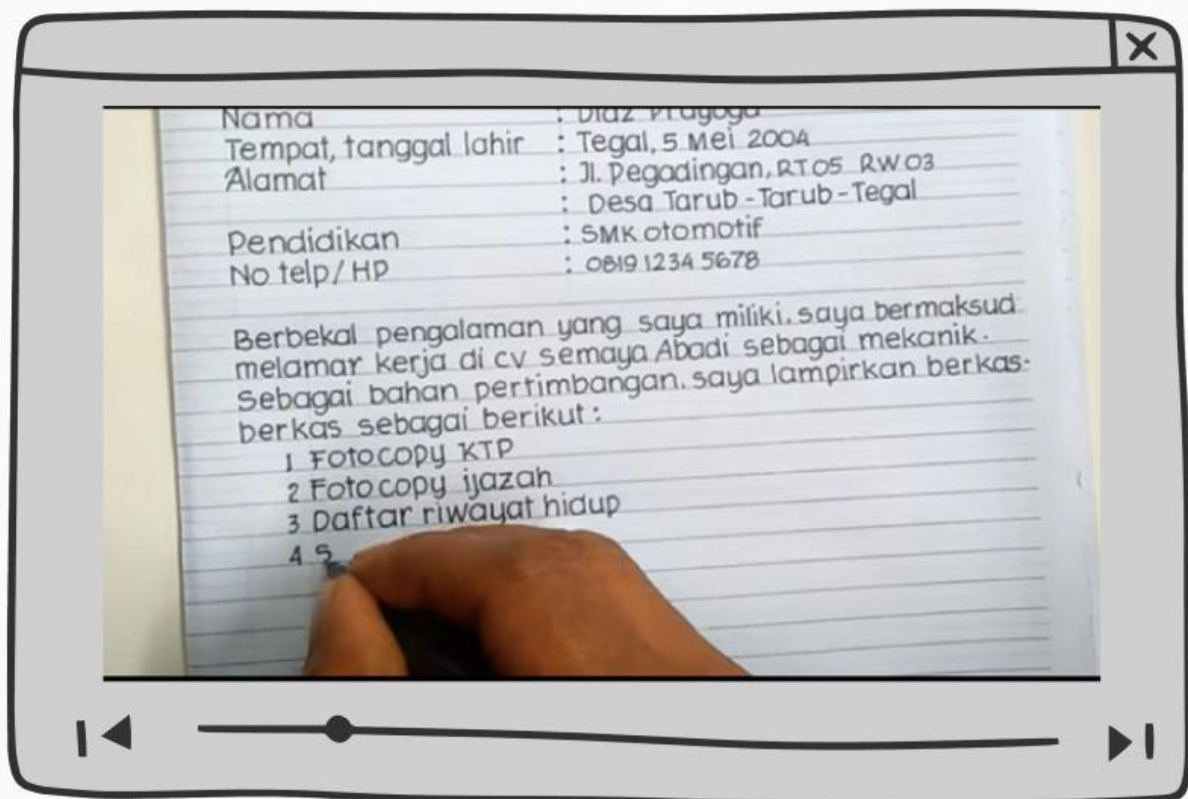 Nama : Diaz Prayoga
Tempat, tanggal lahir : Tegal, 5 Mei 2004
Alamat : Jl. Pegadingan, RT 05 RW 03
: Desa Tarub - Tarub - Tegal
Pendidikan : SMK otomotif
No telp/HP : 0819 1234 5678
Berbekal pengalaman yang saya miliki. saya bermaksud
melamar kerja di cv semaya Abadi sebagai mekanik.
Sebagai bahan pertimbangan. saya lampirkan berkas-
berkas sebagai berikut :
1 Fotocopy KTP
2 Fotocopy ijazah
3 Daftar riwayat hidup
4 S